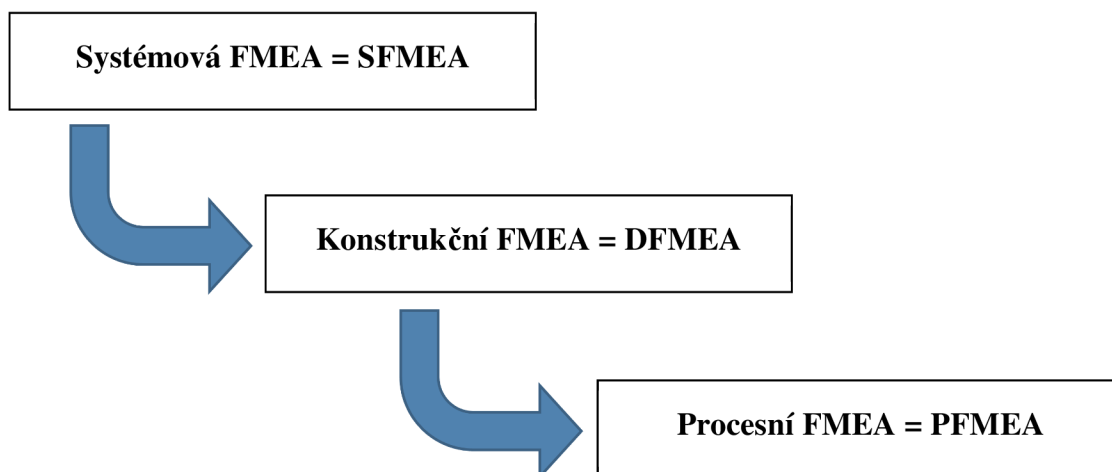 Systémová FMEA = SFMEA
Konstrukční FMEA = DFMEA
Procesní FMEA = PFMEA